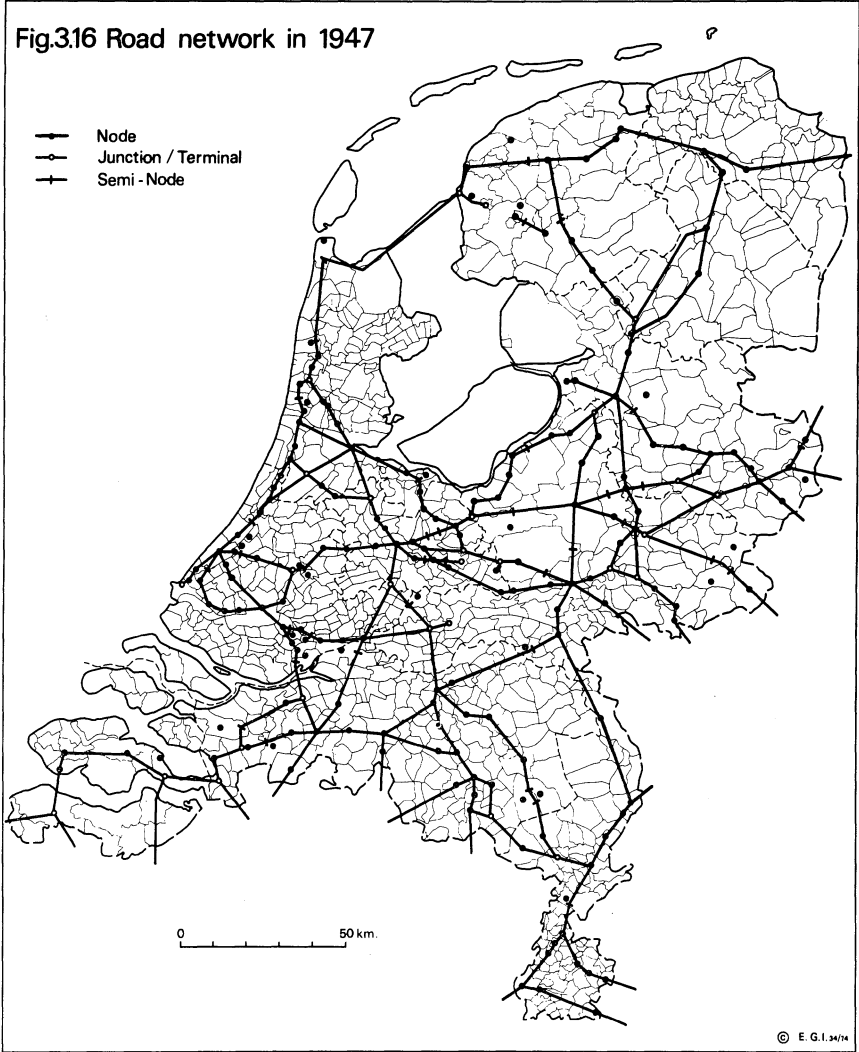 Fig.3.16 Road network in 1947
Node
Junction / Terminal
Semi-Node
0 50 km.
© E.G.I. 34/74